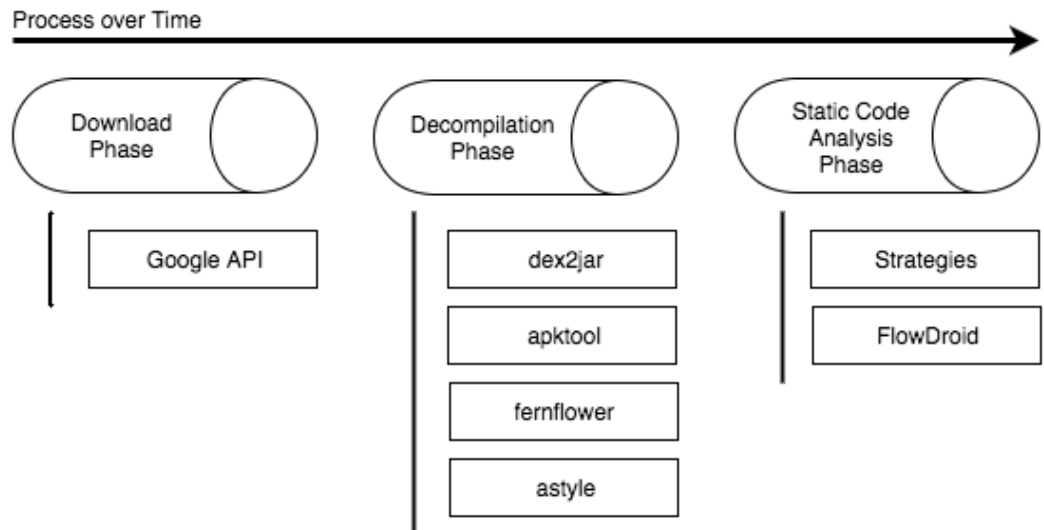 Process over Time
Download
Phase
Decompilation
Phase
Static Code
Analysis
Phase
Google API
dex2jar
apktool
fernflower
astyle
Strategies
FlowDroid